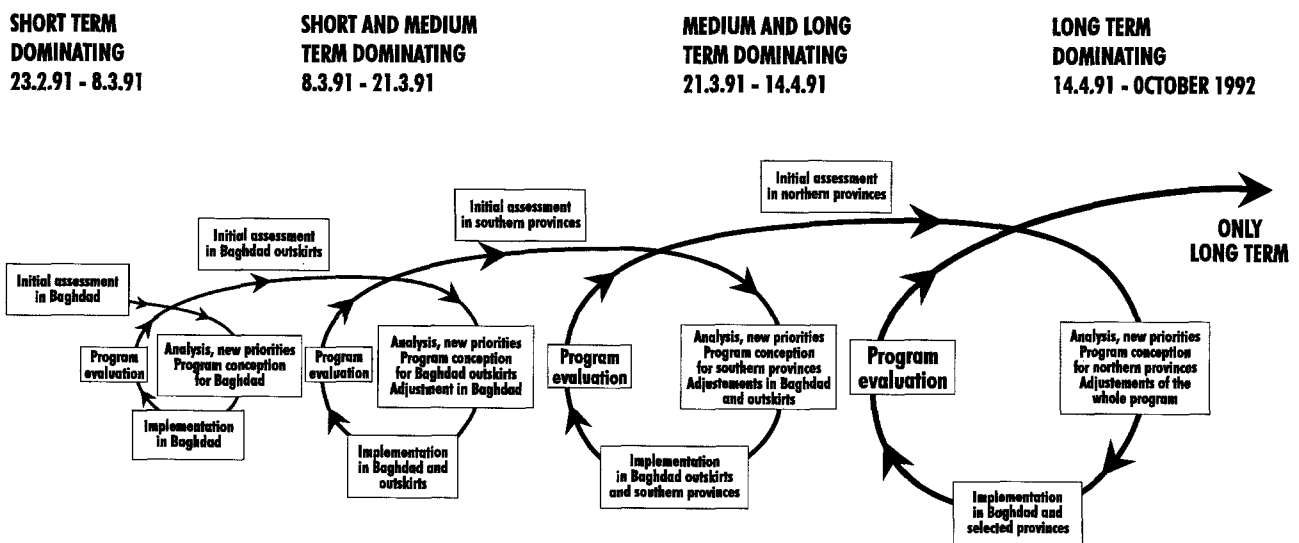 SHORT TERM
DOMINATING
23.2.91 - 8.3.91
SHORT AND MEDIUM
TERM DOMINATING
8.3.91 - 21.3.91
MEDIUM AND LONG
TERM DOMINATING
21.3.91 - 14.4.91
LONG TERM
DOMINATING
14.4.91 - OCTOBER 1992
Initial assessment
in Baghdad
Program
evaluation
Analysis, new priorities
Program conception
for Baghdad
Implementation
in Baghdad
Initial assessment
in Baghdad outskirts
Program
evaluation
Analysis, new priorities
Program conception
for Baghdad outskirts
Adjustment in Baghdad
Implementation
in Baghdad and
outskirts
Initial assessment
in southern provinces
Program
evaluation
Analysis, new priorities
Program conception
for southern provinces
Adjustements in Baghdad
and outskirts
Implementation
in Baghdad outskirts
and southern provinces
Initial assessment
in northern provinces
Program
evaluation
Analysis, new priorities
Program conception
for northern provinces
Adjustements of the
whole program
Implementation
in Baghdad and
selected provinces
ONLY
LONG TERM